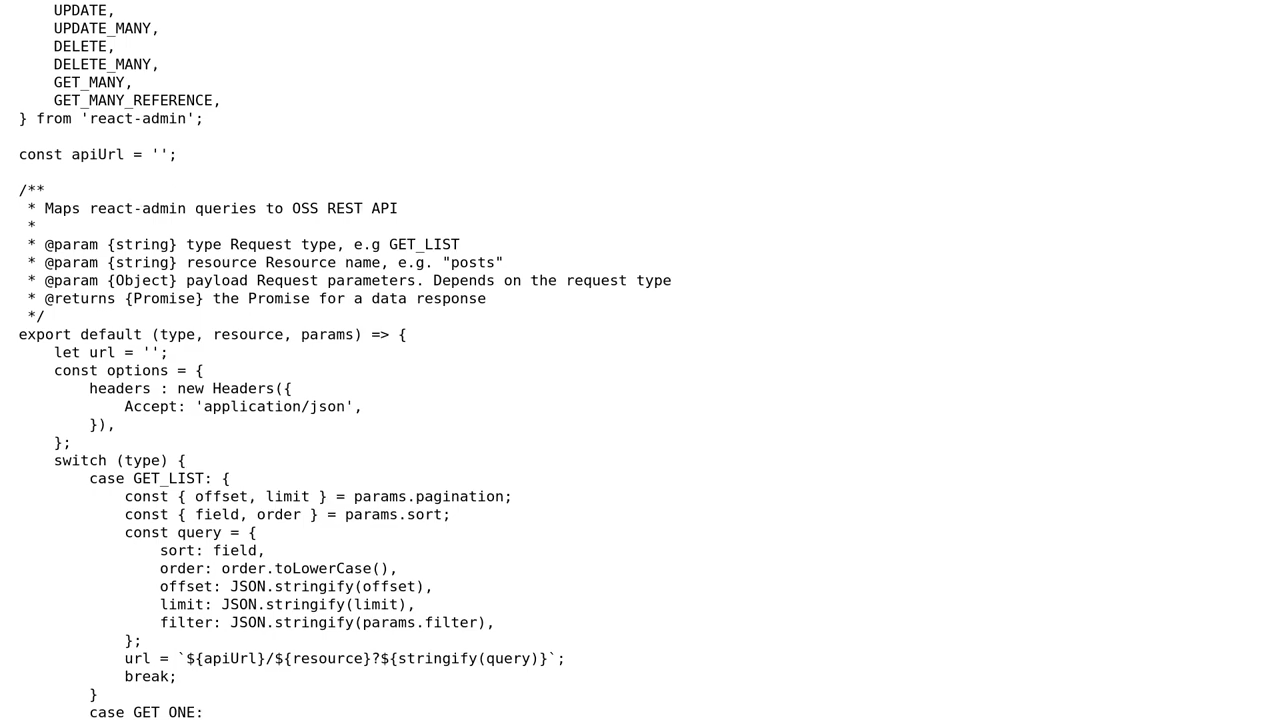 UPDATE,
    UPDATE_MANY,
    DELETE,
    DELETE_MANY,
    GET_MANY,
    GET_MANY_REFERENCE,
} from 'react-admin';

const apiUrl = '';

/**
 * Maps react-admin queries to OSS REST API
 *
 * @param {string} type Request type, e.g GET_LIST
 * @param {string} resource Resource name, e.g. "posts"
 * @param {Object} payload Request parameters. Depends on the request type
 * @returns {Promise} the Promise for a data response
 */
export default (type, resource, params) => {
    let url = '';
    const options = {
        headers : new Headers({
            Accept: 'application/json',
        }),
    };
    switch (type) {
        case GET_LIST: {
            const { offset, limit } = params.pagination;
            const { field, order } = params.sort;
            const query = {
                sort: field,
                order: order.toLowerCase(),
                offset: JSON.stringify(offset),
                limit: JSON.stringify(limit),
                filter: JSON.stringify(params.filter),
            };
            url = `${apiUrl}/${resource}?${stringify(query)}`;
            break;
        }
        case GET_ONE: